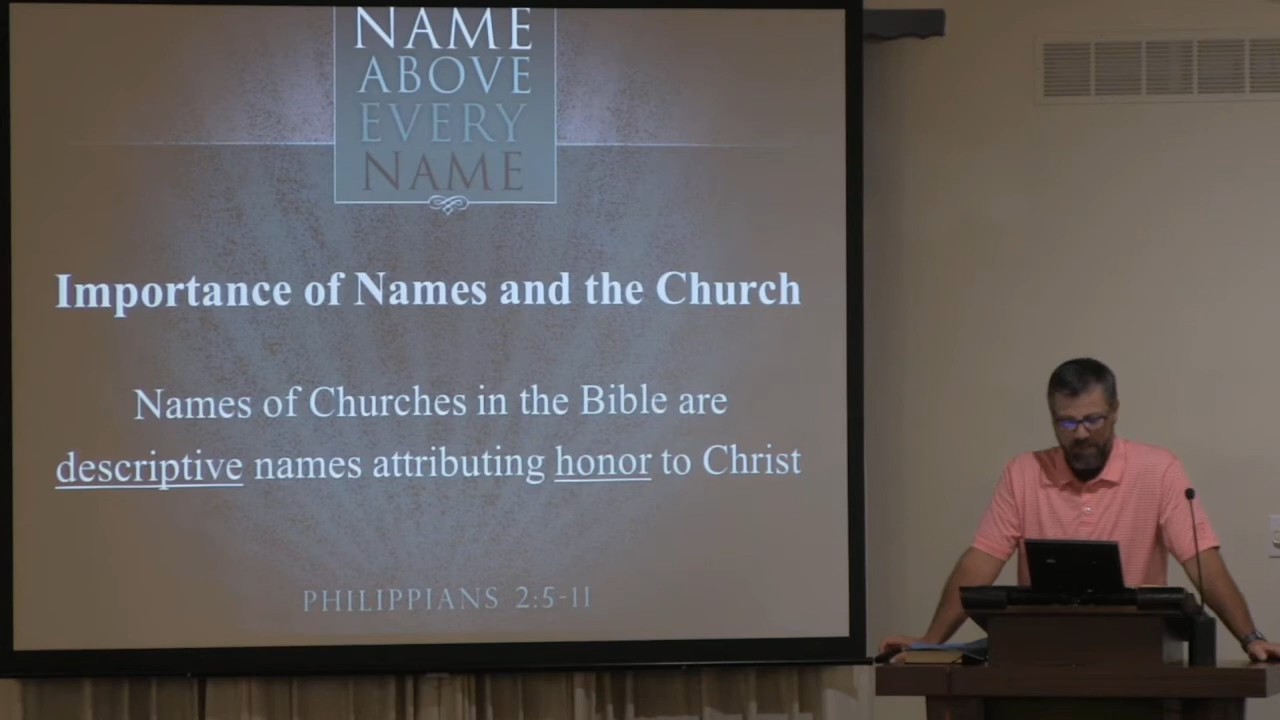 NAME
ABOVE
EVERY
NAME
Importance of Names and the Church
Names of Churches in the Bible are
descriptive names attributing honor to Christ
PHILIPPIANS 2:5-11